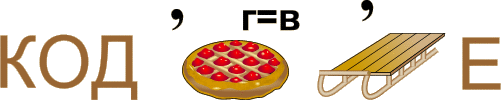 КОД , г=в , Е